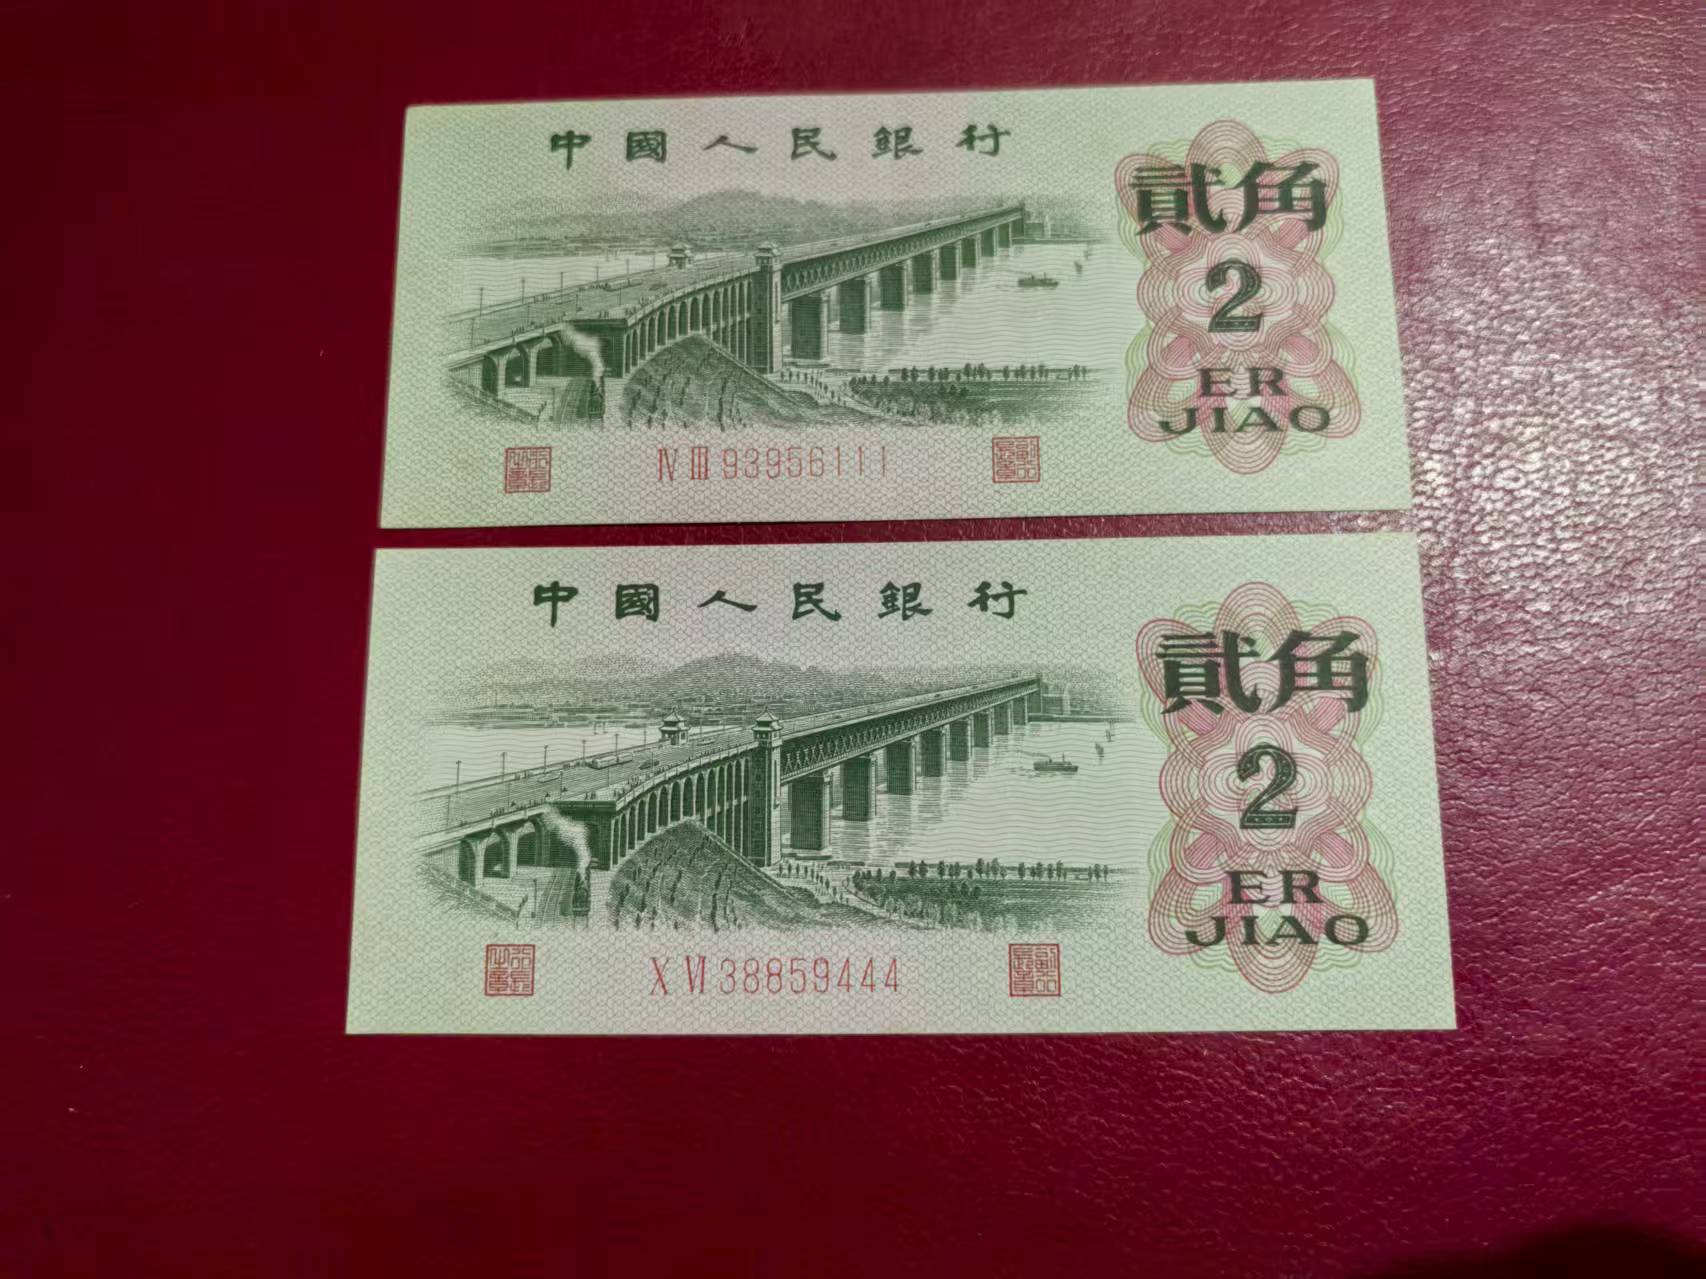 中國人民銀行
貳角
2
ER
JIAO
IV III 93956111
中國人民銀行
貳角
2
ER
JIAO
X VI 38859444